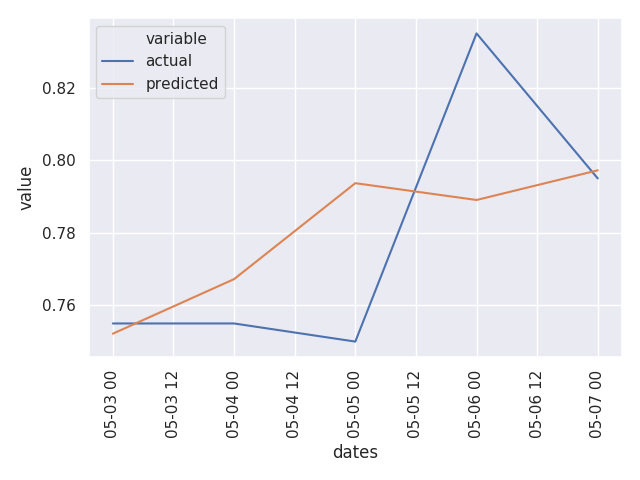 variable
actual
predicted
0.82
0.80
0.78
0.76
value
05-03 00
05-03 12
05-04 00
05-04 12
05-05 00
05-05 12
05-06 00
05-06 12
05-07 00
dates